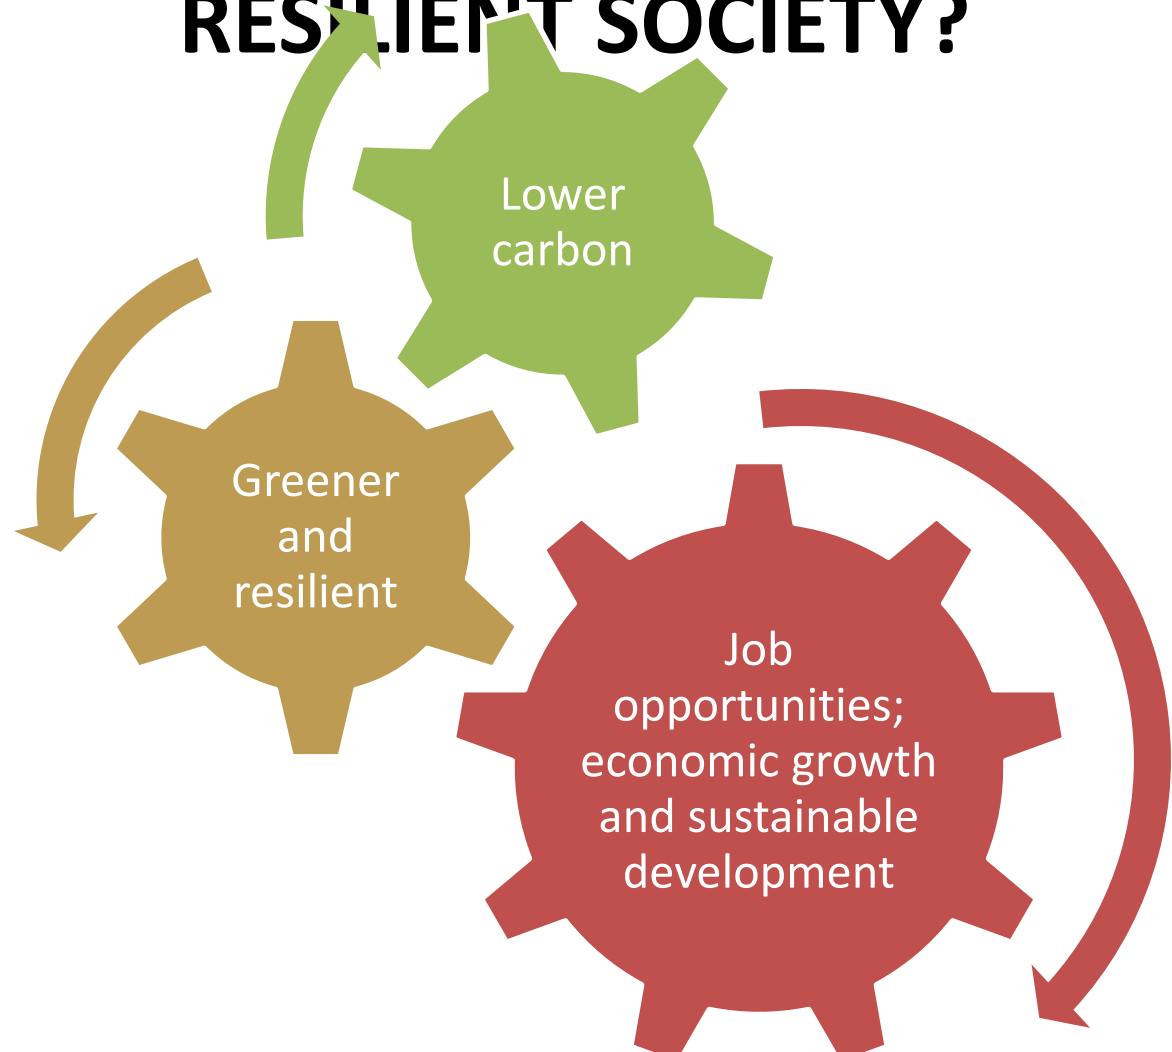 RESILIENT SOCIETY?
Lower
carbon
Greener
and
resilient
Job
opportunities;
economic growth
and sustainable
development